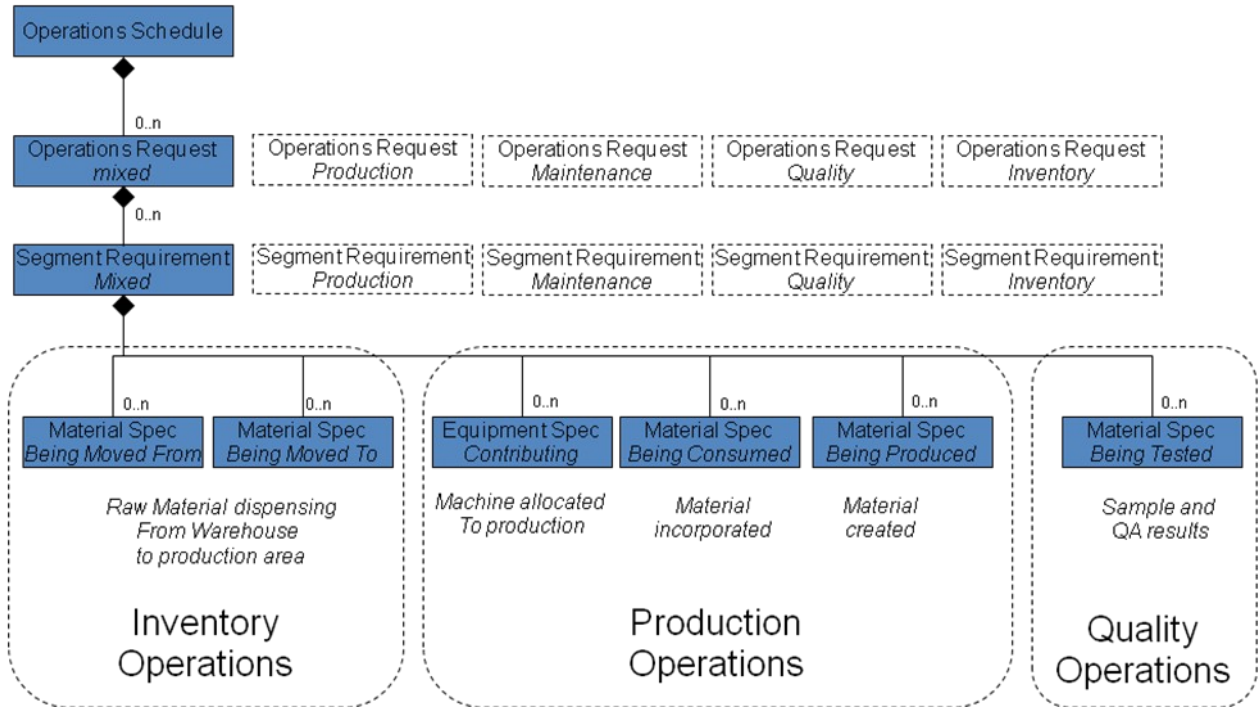 Operations Schedule
0..n
Operations Request
mixed
Operations Request
Production
Operations Request
Maintenance
Operations Request
Quality
Operations Request
Inventory
0..n
Segment Requirement
Mixed
Segment Requirement
Production
Segment Requirement
Maintenance
Segment Requirement
Quality
Segment Requirement
Inventory
0..n
Material Spec
Being Moved From
0..n
Material Spec
Being Moved To
0..n
Equipment Spec
Contributing
0..n
Material Spec
Being Consumed
0..n
Material Spec
Being Produced
0..n
Material Spec
Being Tested
Raw Material dispensing
From Warehouse
to production area
Machine allocated
To production
Material
incorporated
Material
created
Sample and
QA results
Inventory
Operations
Production
Operations
Quality
Operations